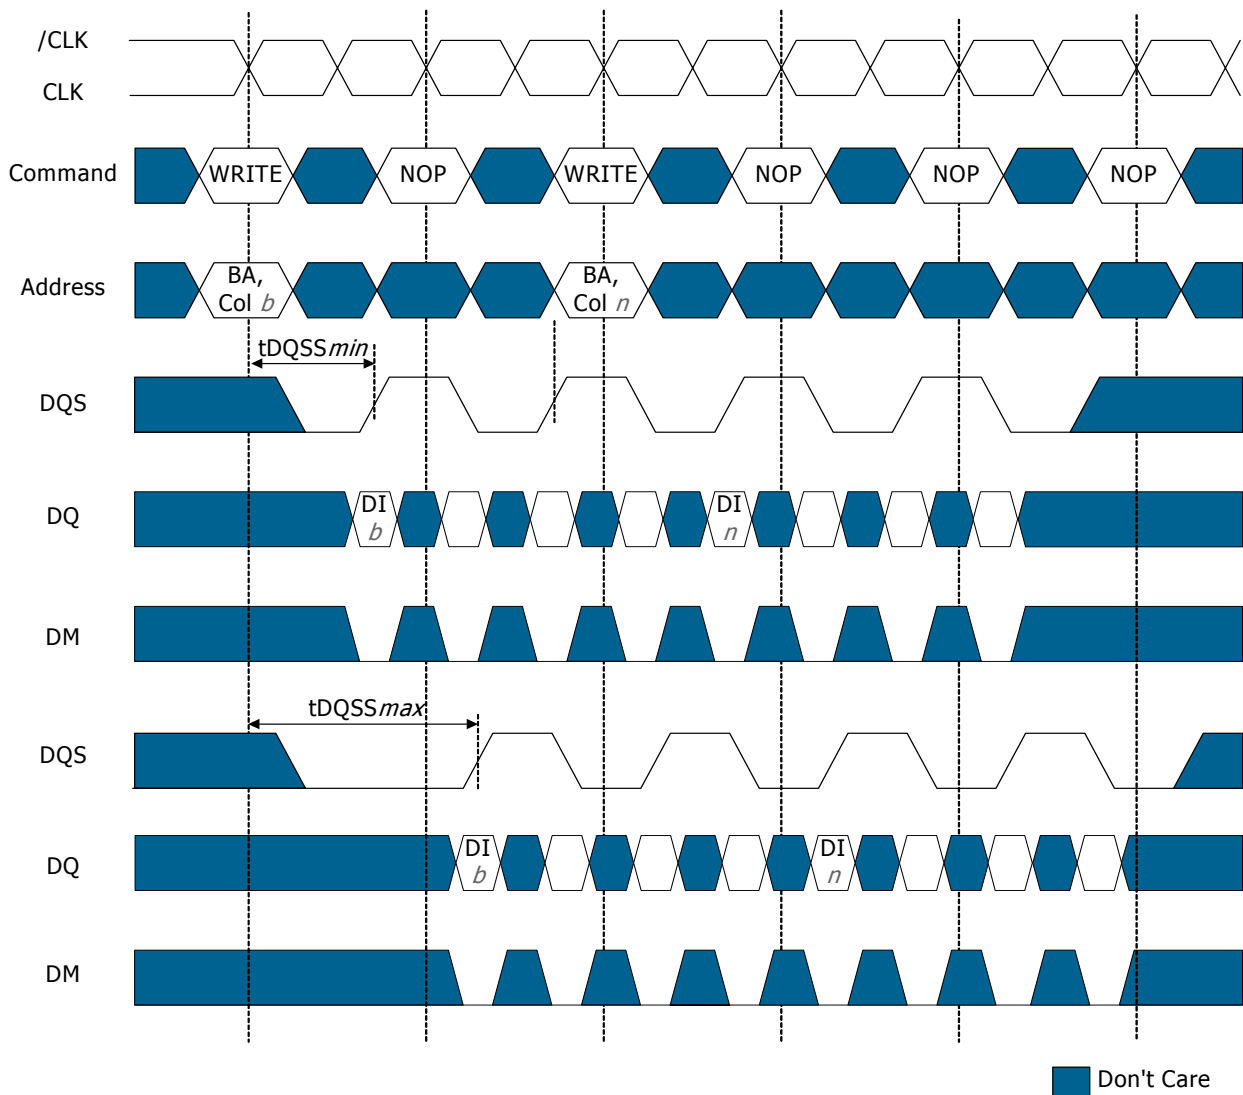 /CLK
CLK
Command
WRITE
NOP
WRITE
NOP
NOP
NOP
Address
BA,
Col b
BA,
Col n
tDQSSmin
DQS
DQ
DI
b
DI
n
DM
tDQSSmax
DQS
DQ
DI
b
DI
n
DM
Don't Care